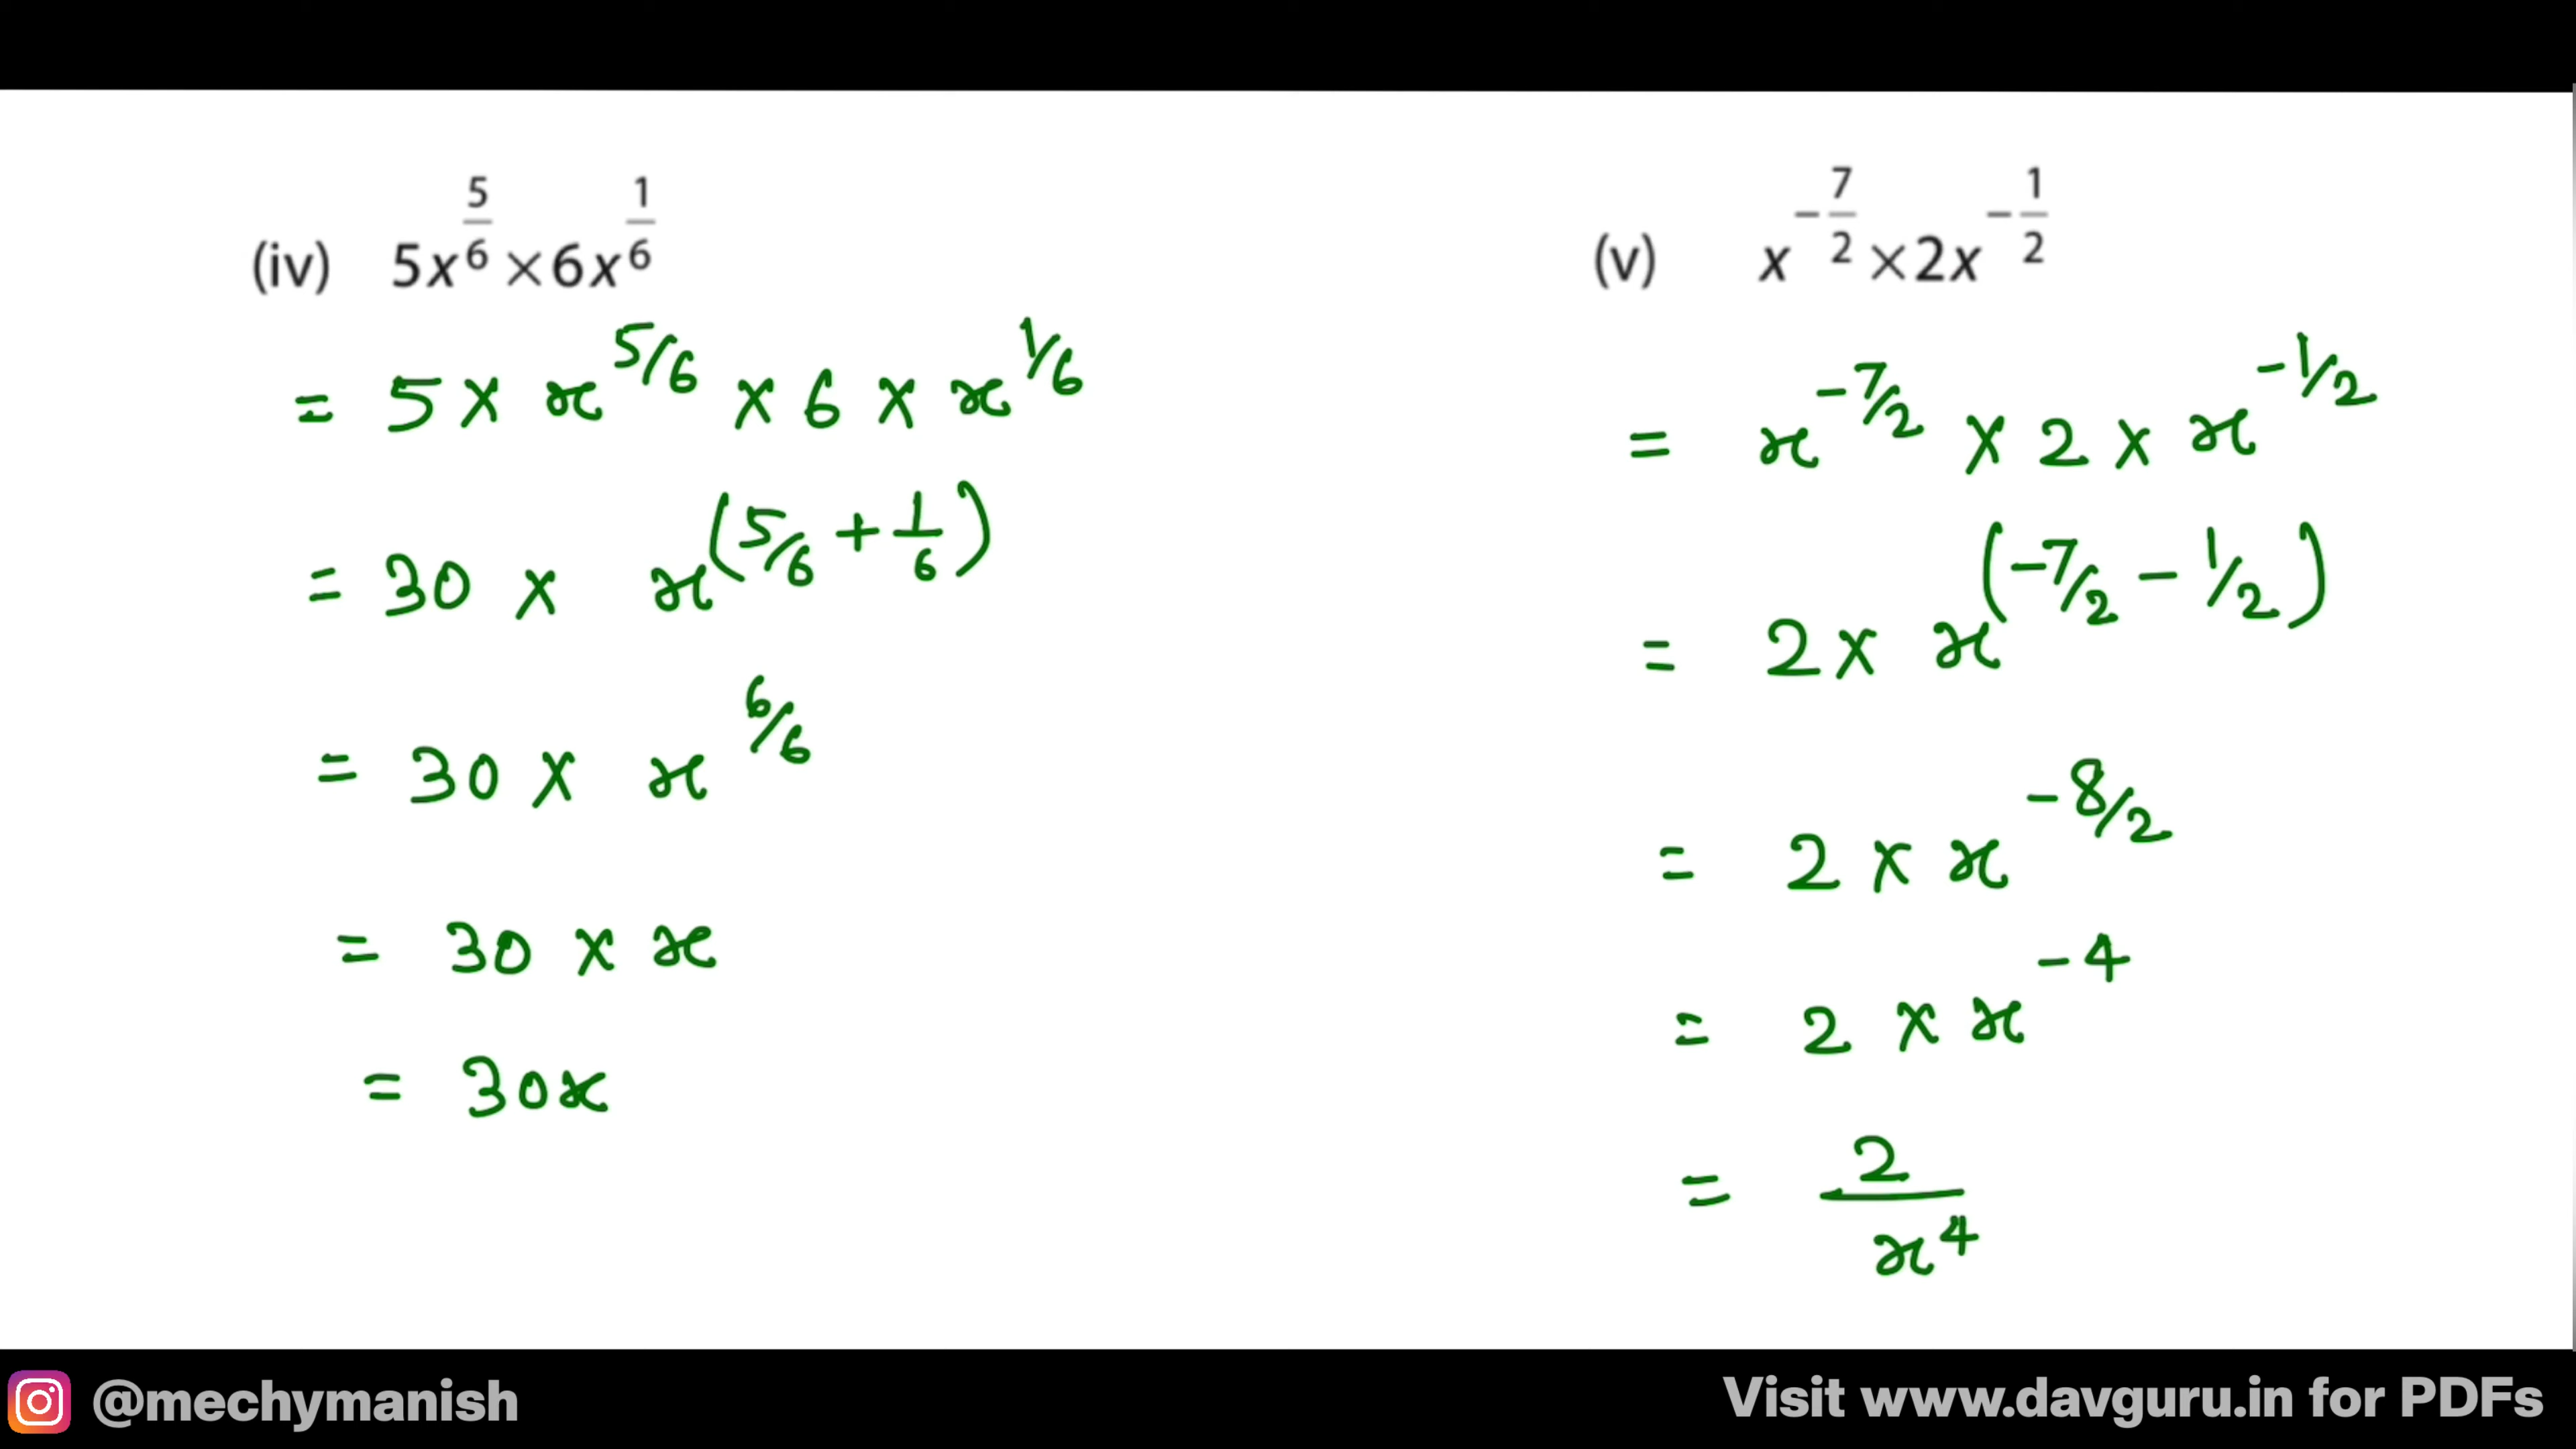 (iv) 5x^(5/6) × 6x^(1/6)
= 5 × x^(5/6) × 6 × x^(1/6)
= 30 × x^(5/6 + 1/6)
= 30 × x^(6/6)
= 30 × x
= 30x
(v) x^(-7/2) × 2x^(-1/2)
= x^(-7/2) × 2 × x^(-1/2)
= 2 × x^(-7/2 - 1/2)
= 2 × x^(-8/2)
= 2 × x^(-4)
= 2/x^4
@mechymanish
Visit www.davguru.in for PDFs